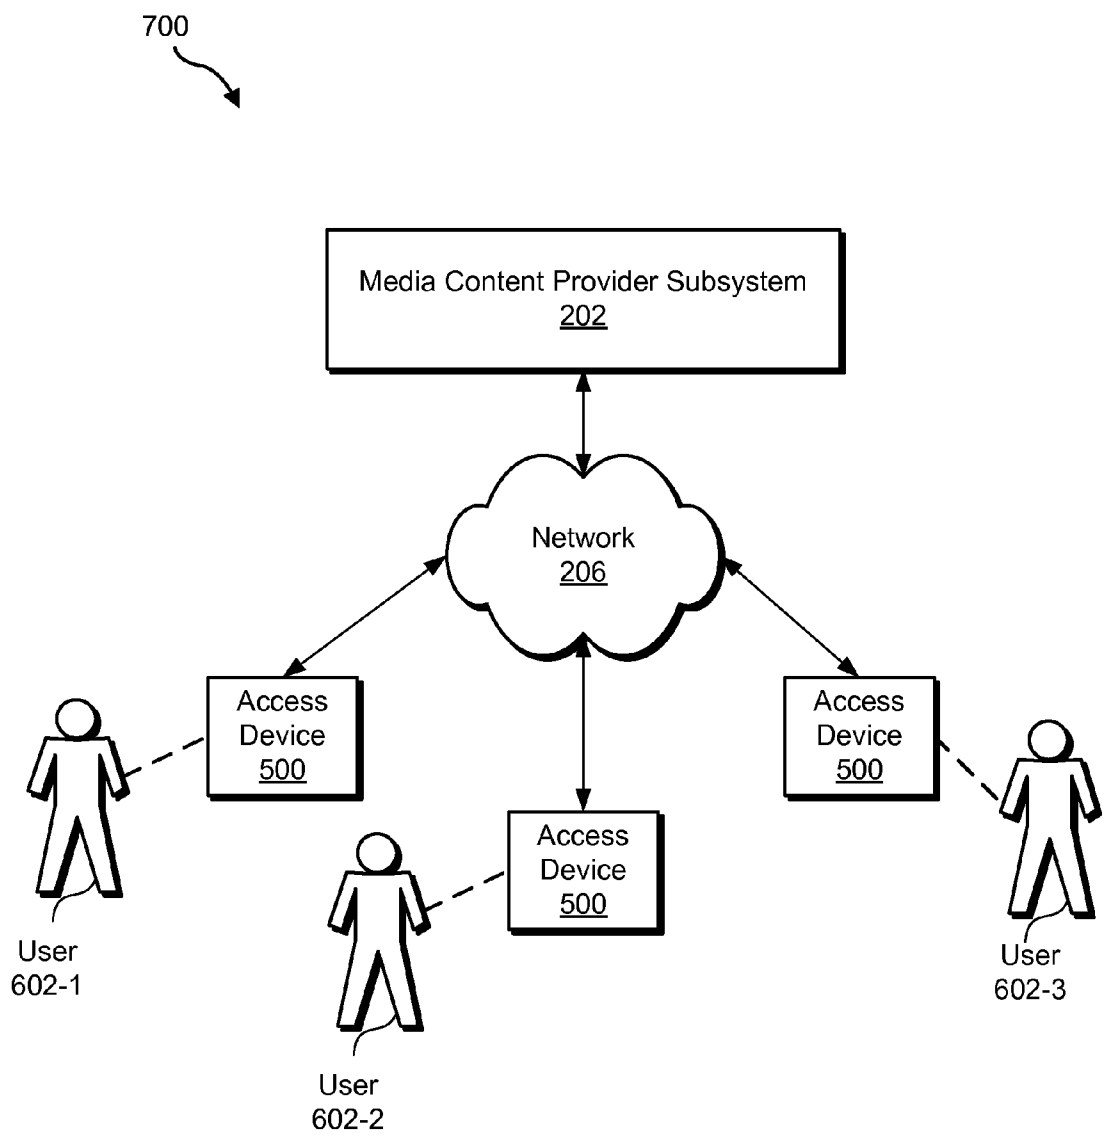 700
Media Content Provider Subsystem
202
Network
206
Access
Device
500
Access
Device
500
Access
Device
500
User
602-1
User
602-2
User
602-3